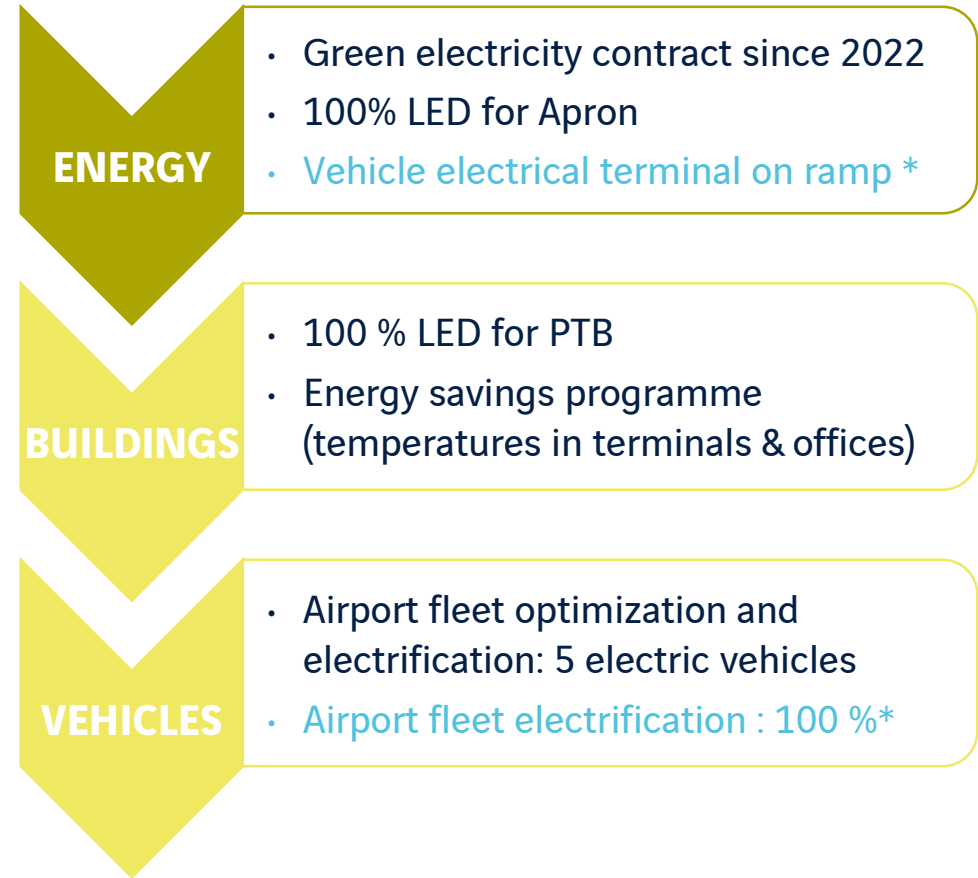 ENERGY
· Green electricity contract since 2022
· 100% LED for Apron
· Vehicle electrical terminal on ramp *
BUILDINGS
· 100 % LED for PTB
· Energy savings programme
(temperatures in terminals & offices)
VEHICLES
· Airport fleet optimization and
electrification: 5 electric vehicles
· Airport fleet electrification : 100 %*